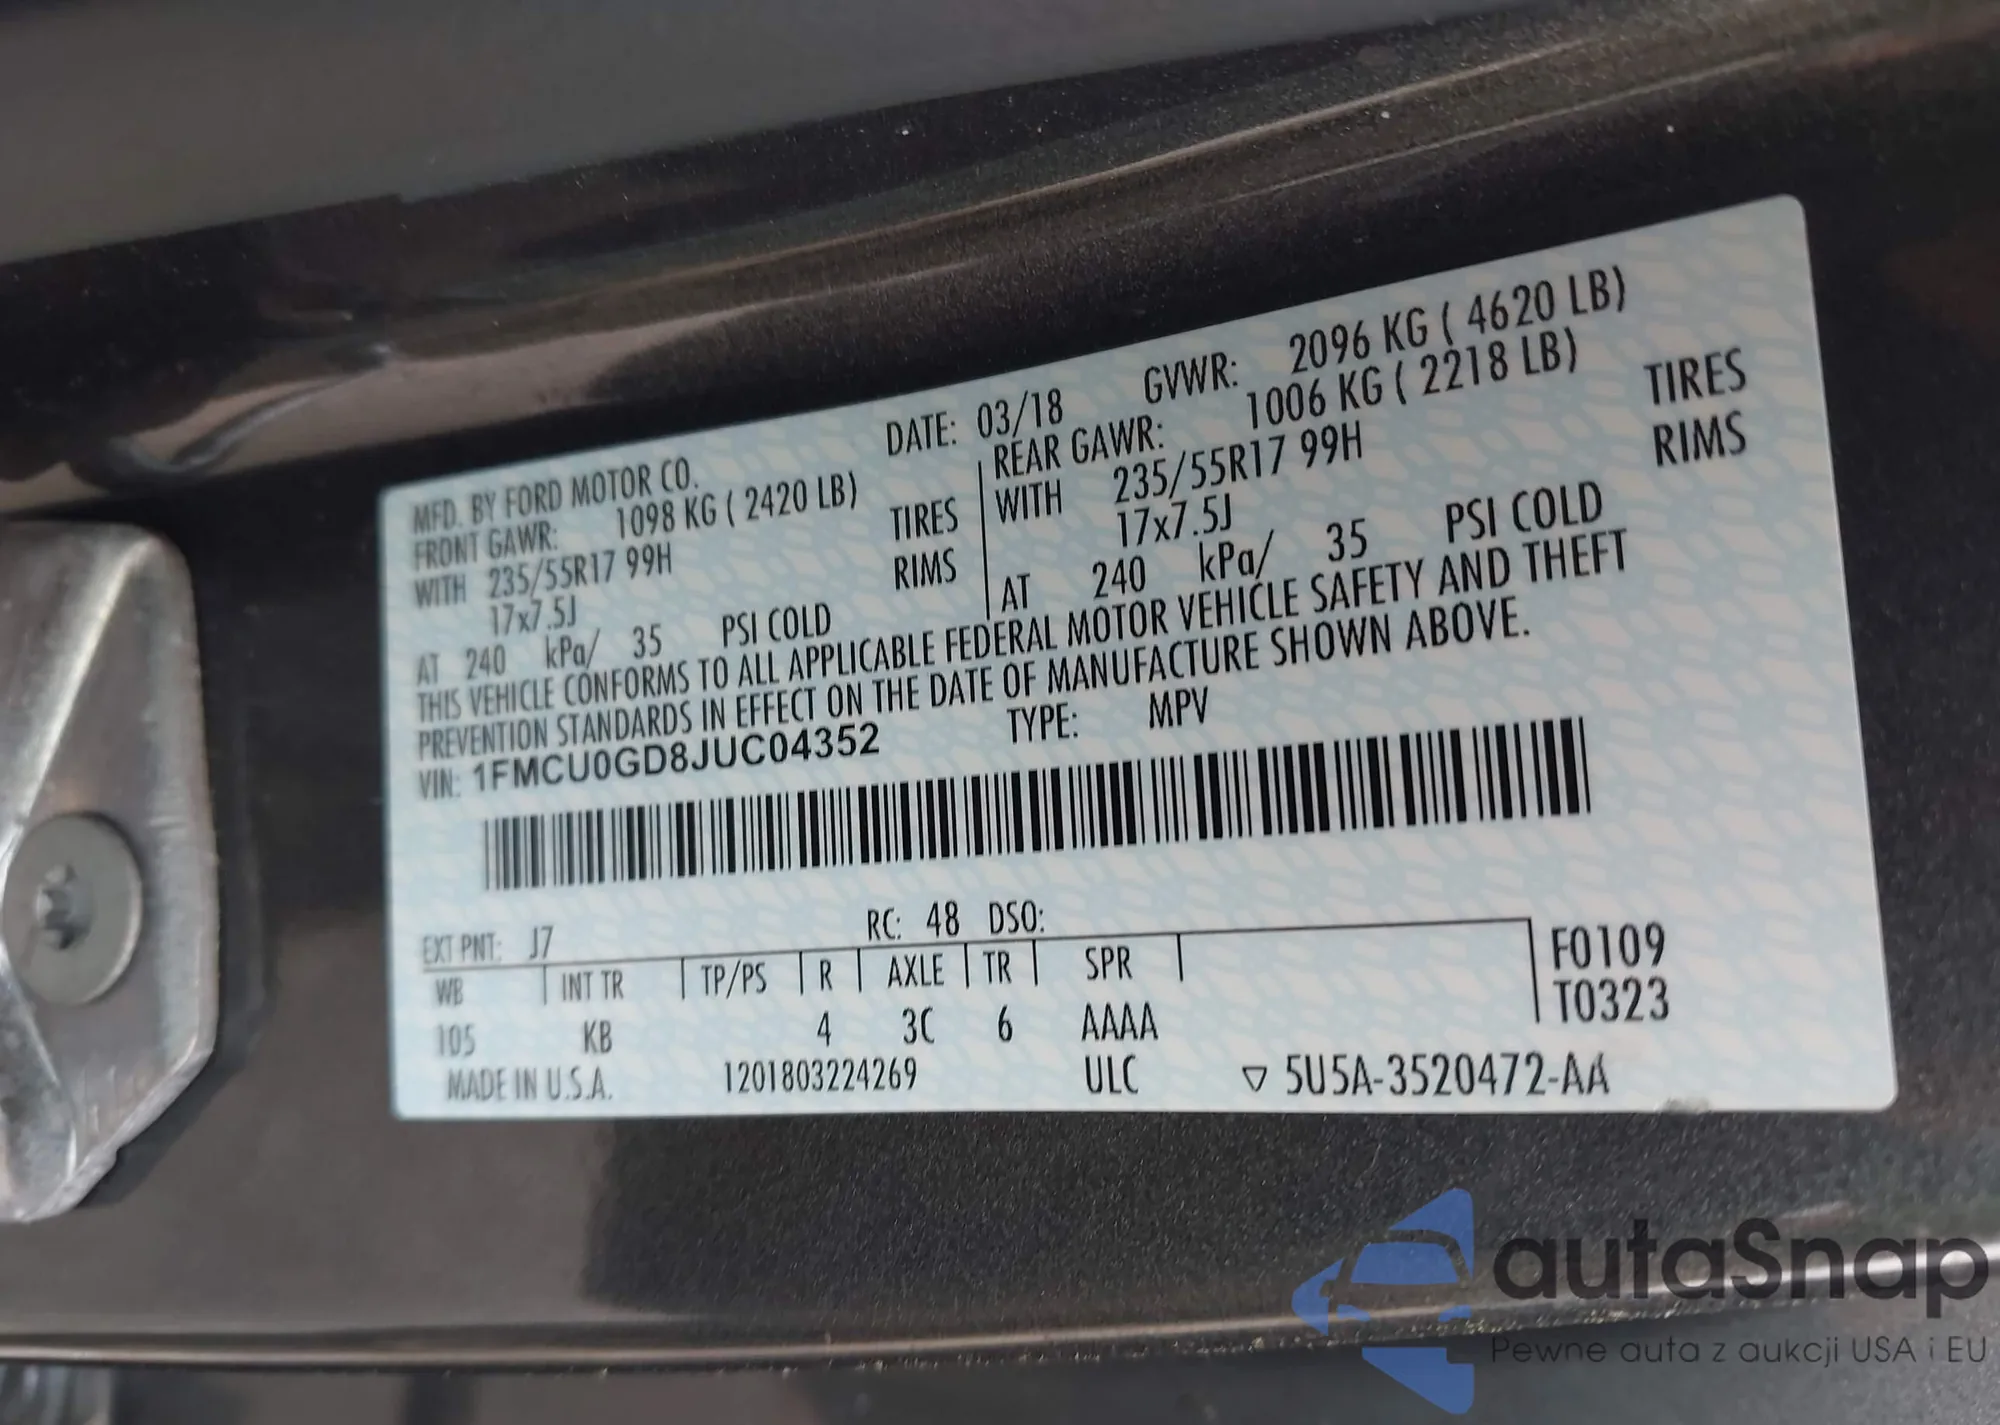 MFD. BY FORD MOTOR CO. DATE: 03/18 GVWR: 2096 KG ( 4620 LB)
FRONT GAWR: 1098 KG ( 2420 LB) REAR GAWR: 1006 KG ( 2218 LB)
WITH 235/55R17 99H TIRES WITH 235/55R17 99H TIRES
17x7.5J RIMS 17x7.5J RIMS
AT 240 kPa/ 35 PSI COLD AT 240 kPa/ 35 PSI COLD
THIS VEHICLE CONFORMS TO ALL APPLICABLE FEDERAL MOTOR VEHICLE SAFETY AND THEFT
PREVENTION STANDARDS IN EFFECT ON THE DATE OF MANUFACTURE SHOWN ABOVE.
VIN: 1FMCU0GD8JUC04352 TYPE: MPV
EXT PNT: J7 RC: 48 DSO:
WB INT TR TP/PS R AXLE TR SPR F0109
105 KB 4 3C 6 AAAA T0323
MADE IN U.S.A. 1201803224269 ULC ▽ 5U5A-3520472-AA
autaSnap
Pewne auta z aukcji USA i EU